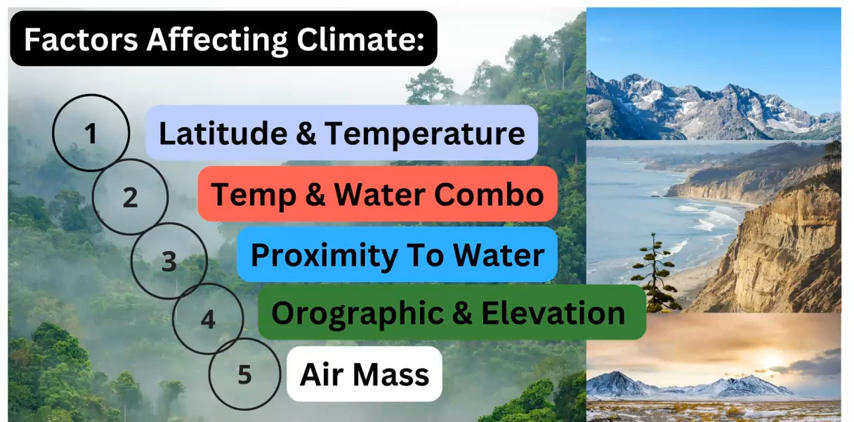 Factors Affecting Climate:
1 Latitude & Temperature
2 Temp & Water Combo
3 Proximity To Water
4 Orographic & Elevation
5 Air Mass